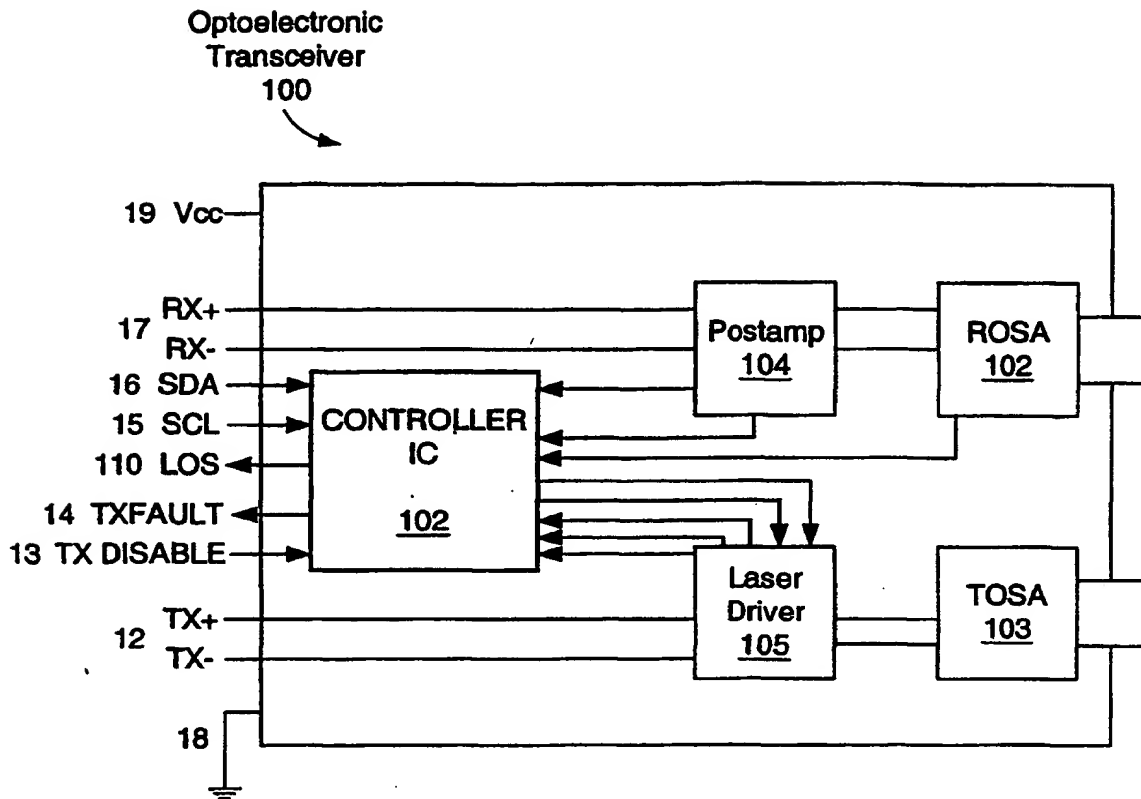 Optoelectronic
Transceiver
100
19 Vcc
RX+
17
RX-
16 SDA
15 SCL
110 LOS
14 TXFAULT
13 TX DISABLE
TX+
12
TX-
18
CONTROLLER
IC
102
Postamp
104
ROSA
102
Laser
Driver
105
TOSA
103